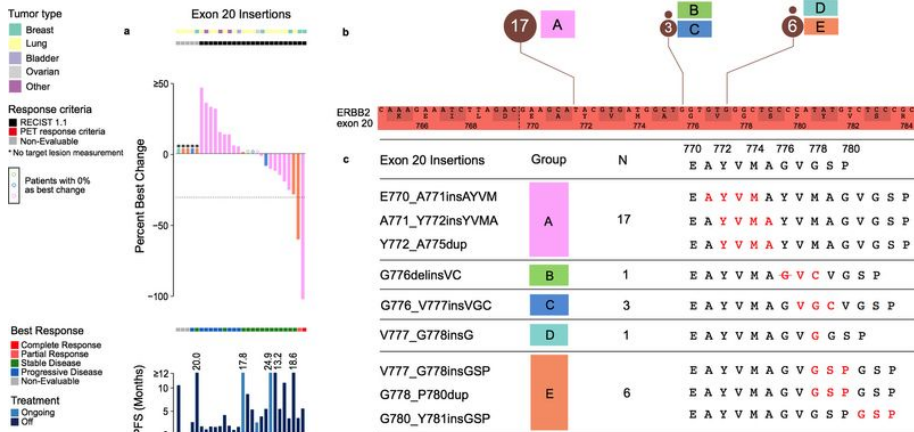 Tumor type
Breast
Lung
Bladder
Ovarian
Other
Response criteria
RECIST 1.1
PET response criteria
Non-Evaluable
* No target lesion measurement
Patients with 0%
as best change
Best Response
Complete Response
Partial Response
Stable Disease
Progressive Disease
Non-Evaluable
Treatment
Ongoing
Off
Exon 20 Insertions
a
Percent Best Change
≥50
0
−50
−100
20.0
17.8
24.9
13.2
18.6
PFS (Months)
≥12
10
5
b
17 A
3 B
C
6 D
E
ERBB2
exon 20
766 768 770 772 774 776 778 780 782 784
c
Exon 20 Insertions Group N
770 772 774 776 778 780
E A Y V M A G V G S P
E770_A771insAYVM E A Y V M A Y V M A G V G S P
A771_Y772insYVMA A 17 E A Y V M A Y V M A G V G S P
Y772_A775dup E A Y V M A Y V M A G V G S P
G776delinsVC B 1 E A Y V M A G V C V G S P
G776_V777insVGC C 3 E A Y V M A G V G C V G S P
V777_G778insG D 1 E A Y V M A G V G G S P
V777_G778insGSP E A Y V M A G V G S P G S P
G778_P780dup E 6 E A Y V M A G V G S P G S P
G780_Y781insGSP E A Y V M A G V G S P G S P